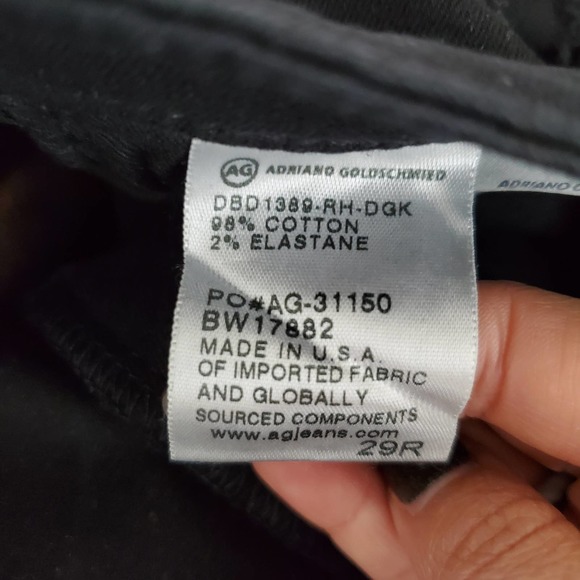 AG ADRIANO GOLDSCHMIED
DBD1389-RH-DGK
98% COTTON
2% ELASTANE
PO#AG-31150
BW17882
MADE IN U.S.A.
OF IMPORTED FABRIC
AND GLOBALLY
SOURCED COMPONENTS
www.agjeans.com
29R
ADRIANO G